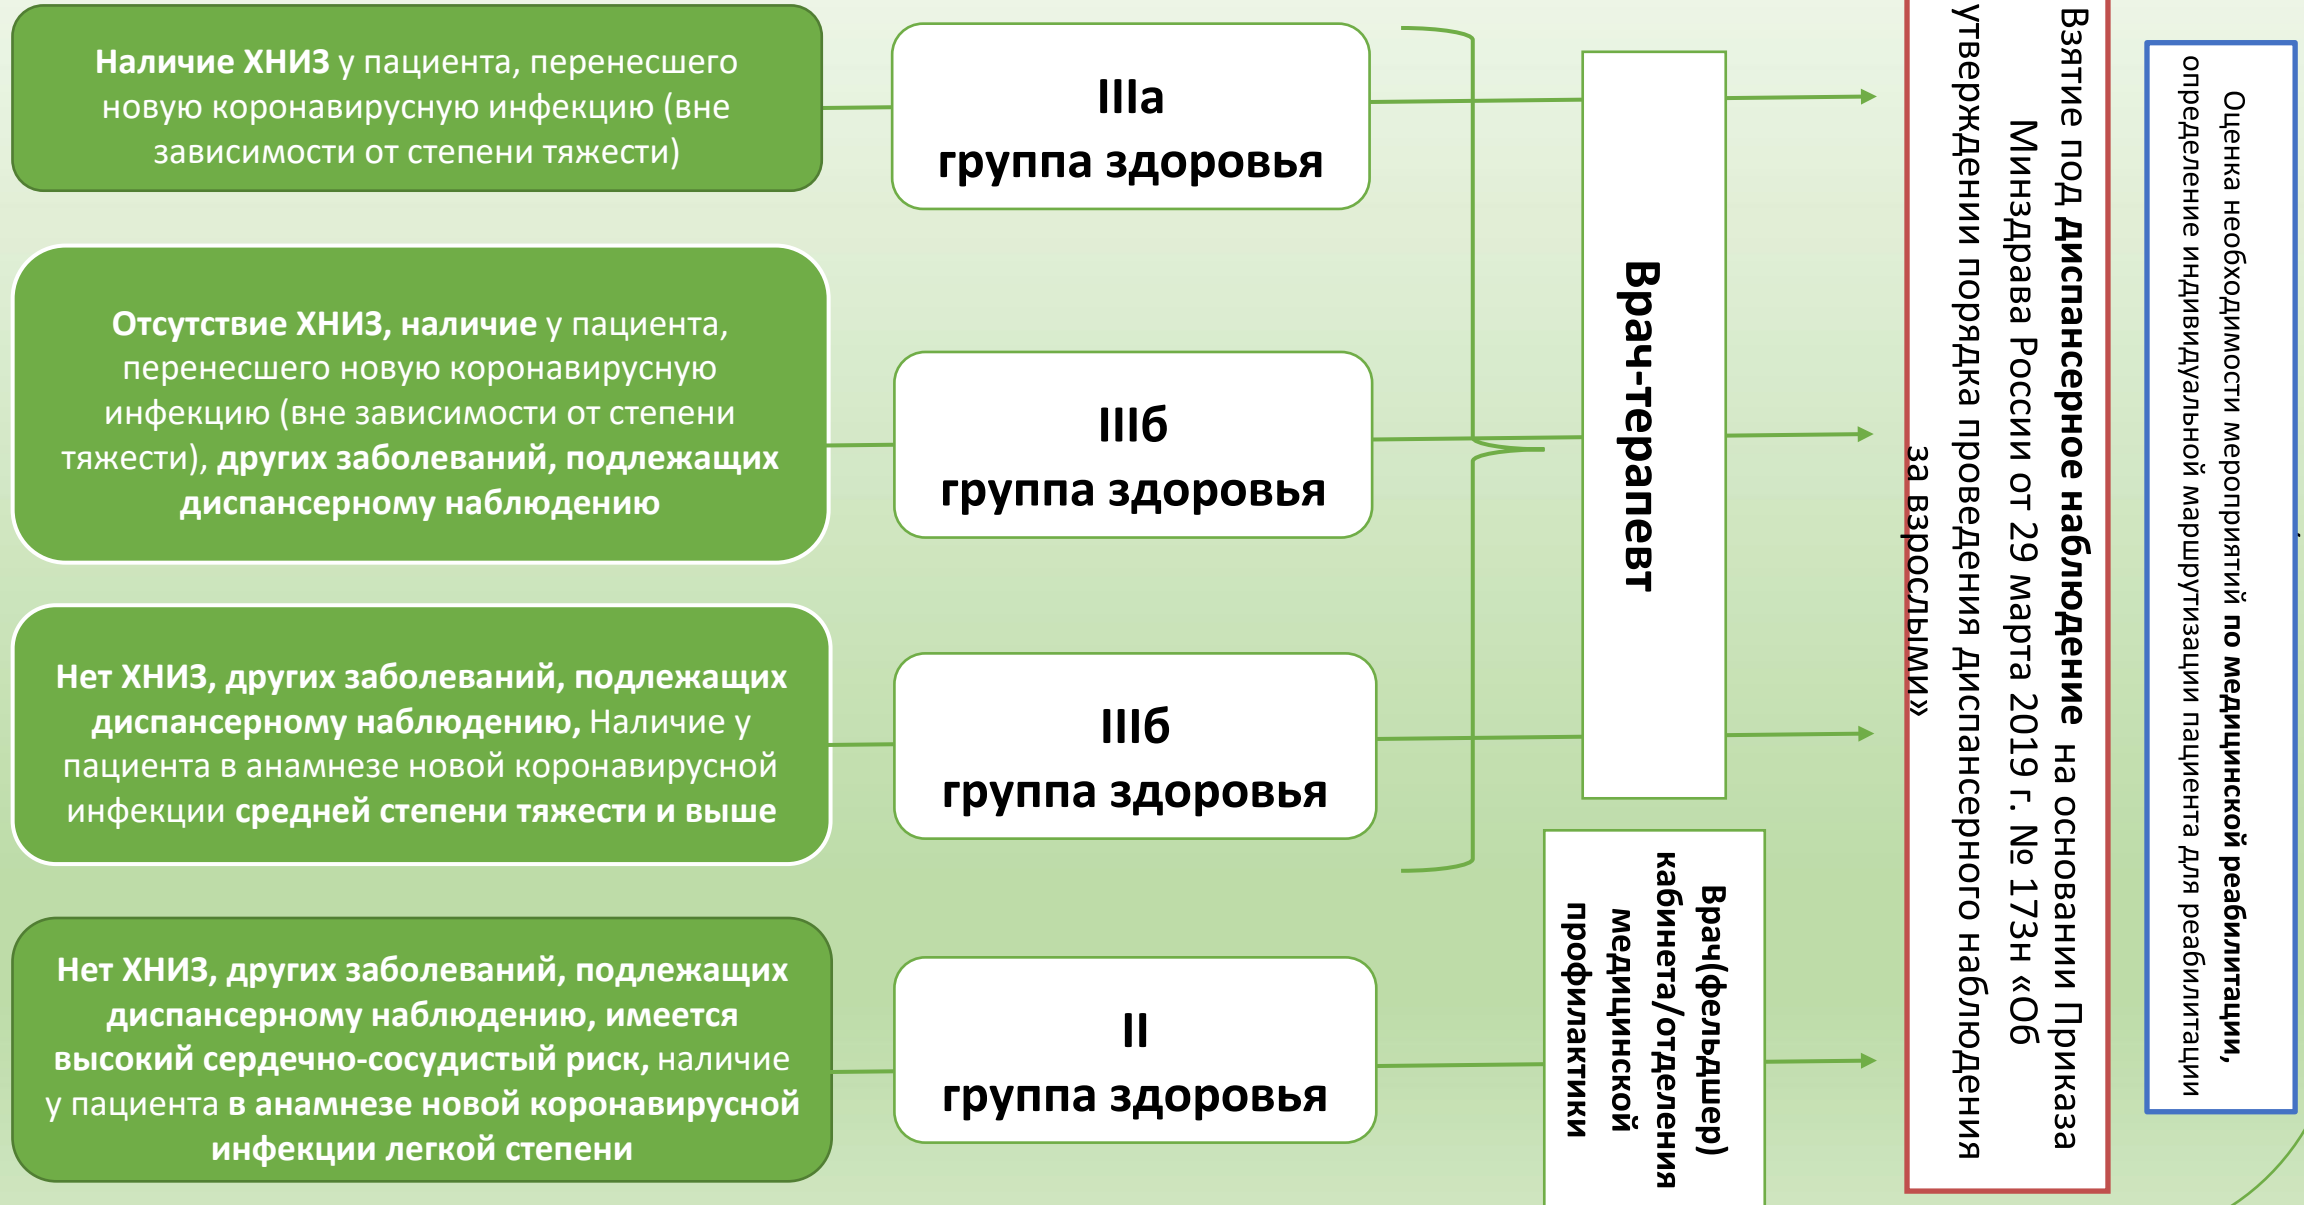 Наличие ХНИЗ у пациента, перенесшего
новую коронавирусную инфекцию (вне
зависимости от степени тяжести)
IIIа
группа здоровья
Отсутствие ХНИЗ, наличие у пациента,
перенесшего новую коронавирусную
инфекцию (вне зависимости от степени
тяжести), других заболеваний, подлежащих
диспансерному наблюдению
IIIб
группа здоровья
Нет ХНИЗ, других заболеваний, подлежащих
диспансерному наблюдению, Наличие у
пациента в анамнезе новой коронавирусной
инфекции средней степени тяжести и выше
IIIб
группа здоровья
Нет ХНИЗ, других заболеваний, подлежащих
диспансерному наблюдению, имеется
высокий сердечно-сосудистый риск, наличие
у пациента в анамнезе новой коронавирусной
инфекции легкой степени
II
группа здоровья
Врач-терапевт
Врач(фельдшер)
кабинета/отделения
медицинской
профилактики
Взятие под диспансерное наблюдение на основании Приказа
Минздрава России от 29 марта 2019 г. № 173н «Об
утверждении порядка проведения диспансерного наблюдения
за взрослыми»
Оценка необходимости мероприятий по медицинской реабилитации,
определение индивидуальной маршрутизации пациента для реабилитации